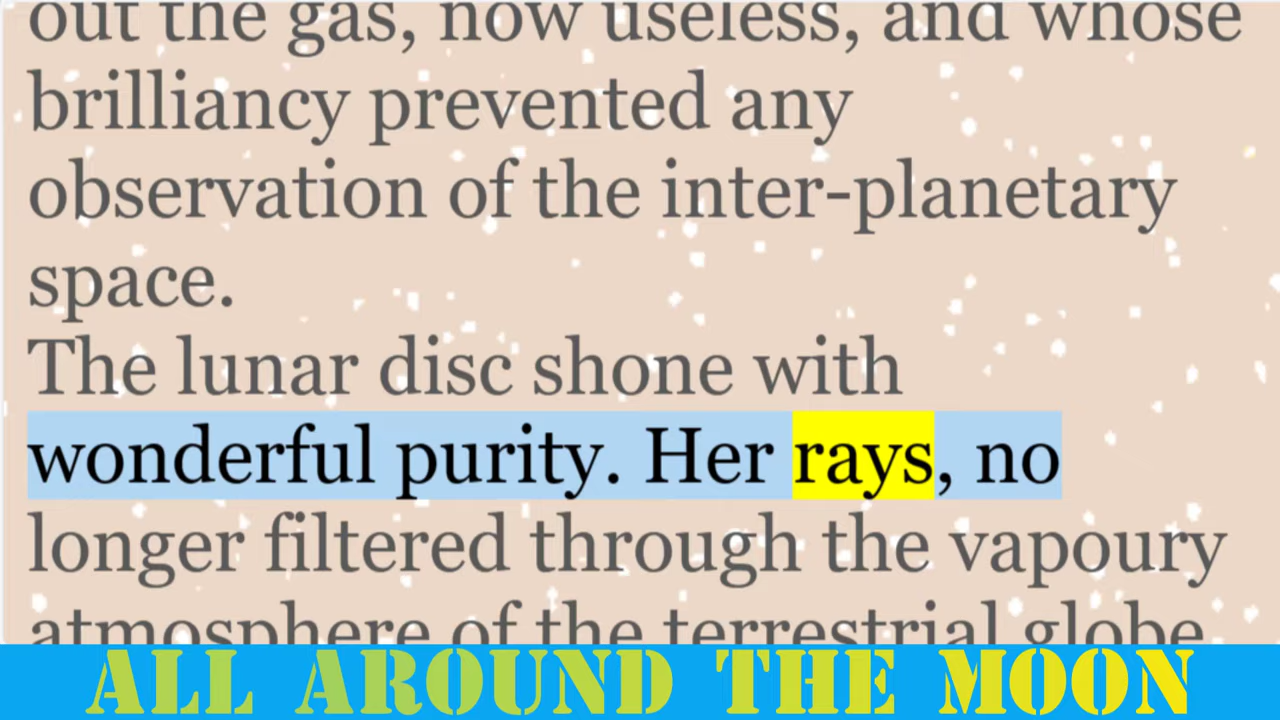 out the gas, now useless, and whose
brilliancy prevented any
observation of the inter-planetary
space.
The lunar disc shone with
wonderful purity. Her rays, no
longer filtered through the vapoury
atmosphere of the terrestrial globe,
ALL AROUND THE MOON